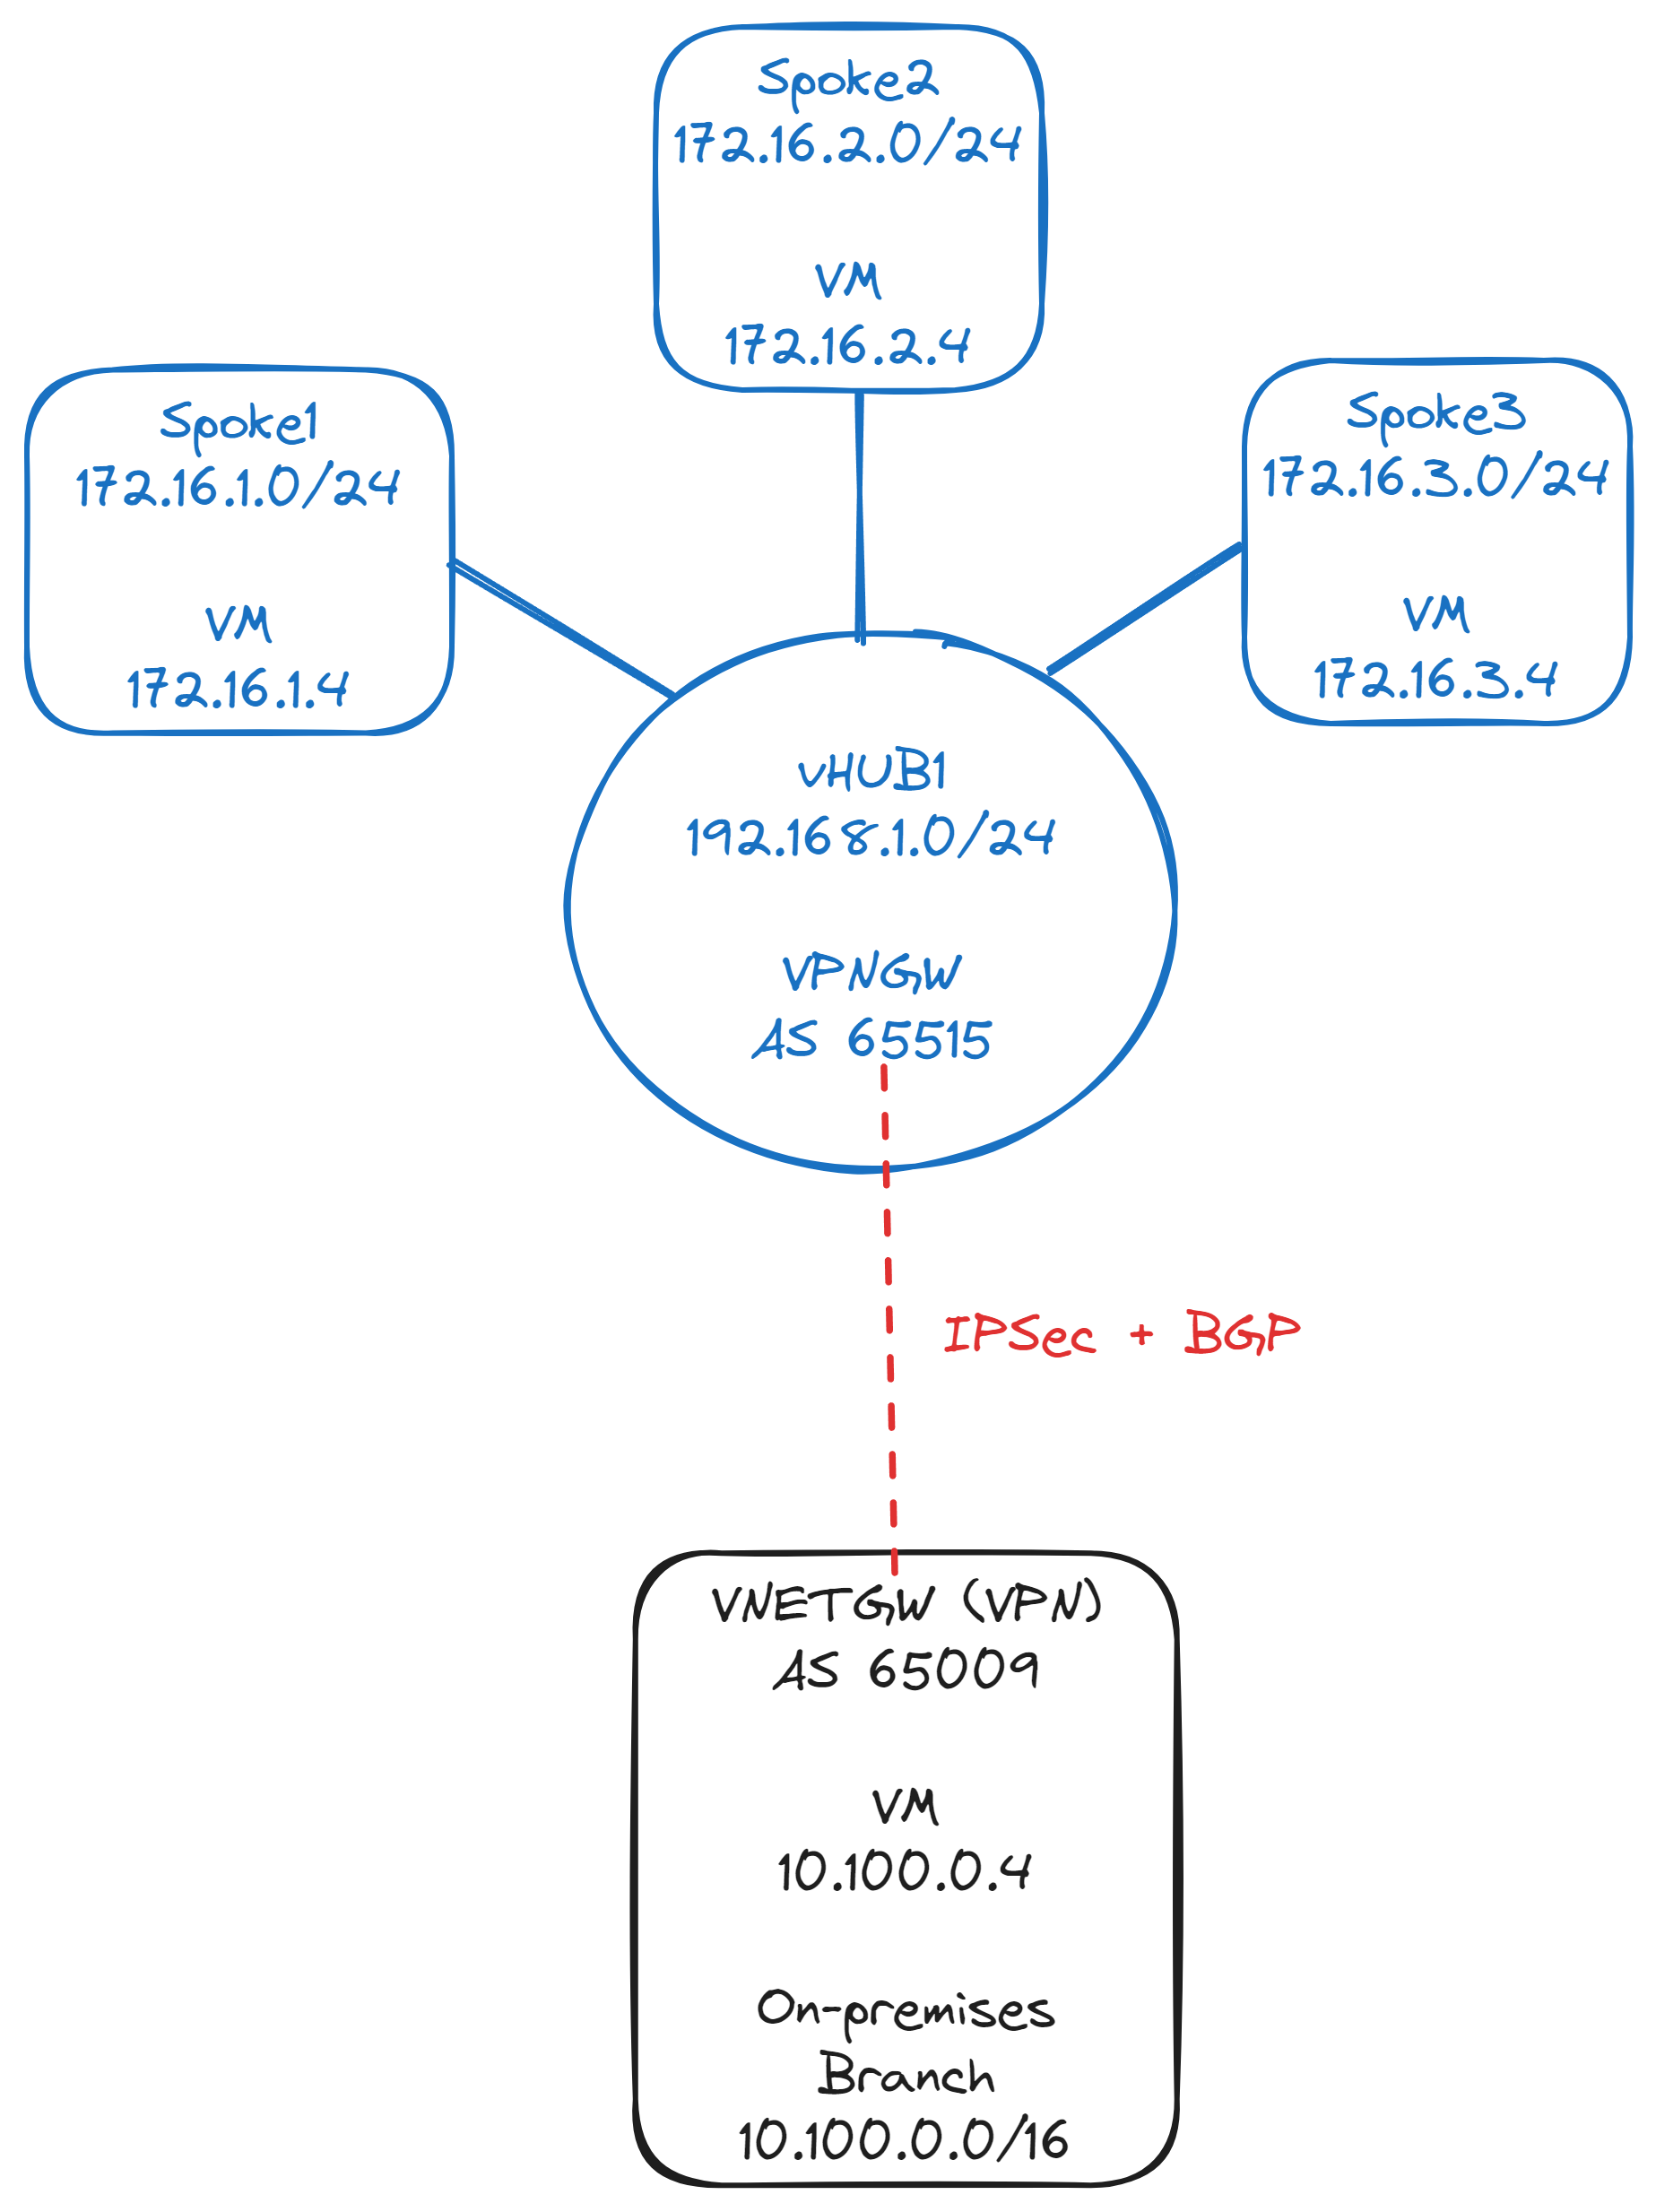 Spoke2
172.16.2.0/24
VM
172.16.2.4
Spoke1
172.16.1.0/24
VM
172.16.1.4
Spoke3
172.16.3.0/24
VM
172.16.3.4
vHUB1
192.168.1.0/24
VPNGW
AS 65515
IPSec + BGP
VNETGW (VPN)
AS 65009
VM
10.100.0.4
On-premises
Branch
10.100.0.0/16